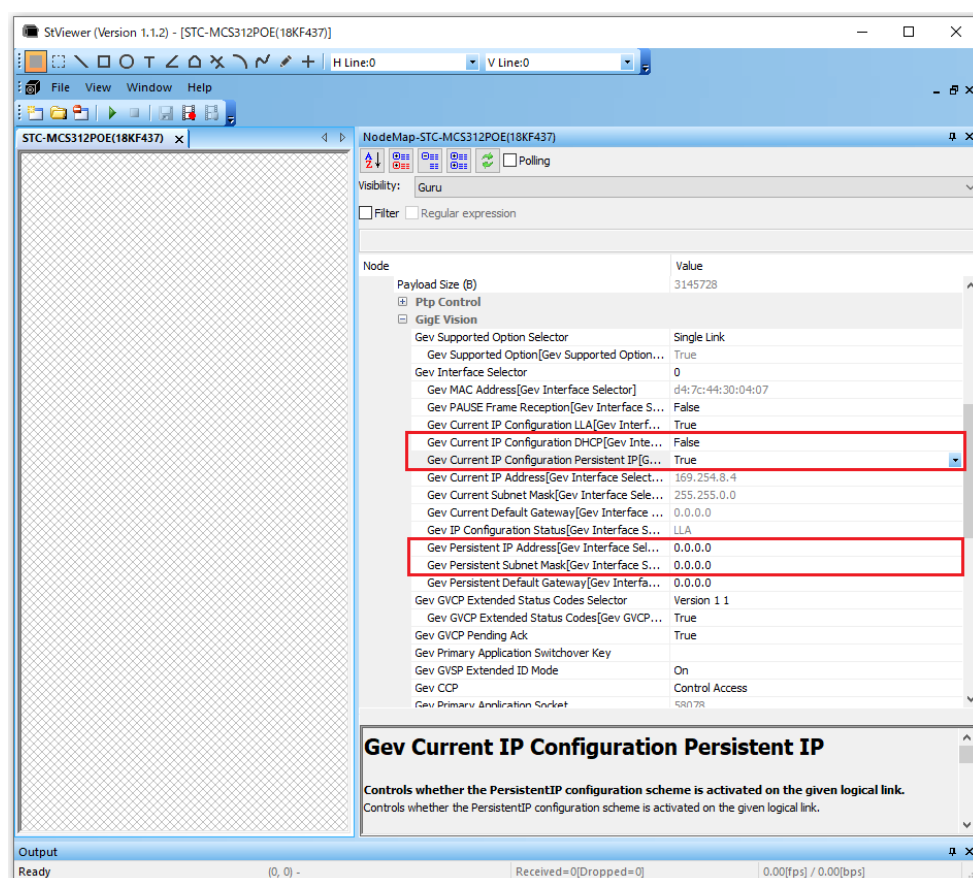 StViewer (Version 1.1.2) - [STC-MCS312POE(18KF437)]
H Line:0 V Line:0
File View Window Help
STC-MCS312POE(18KF437) x
NodeMap-STC-MCS312POE(18KF437)
Polling
Visibility: Guru
Filter Regular expression
Node Value
Payload Size (B) 3145728
Ptp Control
GigE Vision
Gev Supported Option Selector Single Link
Gev Supported Option[Gev Supported Option... True
Gev Interface Selector 0
Gev MAC Address[Gev Interface Selector] d4:7c:44:30:04:07
Gev PAUSE Frame Reception[Gev Interface S... False
Gev Current IP Configuration LLA[Gev Interf... True
Gev Current IP Configuration DHCP[Gev Inte... False
Gev Current IP Configuration Persistent IP[G... True
Gev Current IP Address[Gev Interface Select... 169.254.8.4
Gev Current Subnet Mask[Gev Interface Sele... 255.255.0.0
Gev Current Default Gateway[Gev Interface ... 0.0.0.0
Gev IP Configuration Status[Gev Interface S... LLA
Gev Persistent IP Address[Gev Interface Sel... 0.0.0.0
Gev Persistent Subnet Mask[Gev Interface S... 0.0.0.0
Gev Persistent Default Gateway[Gev Interfa... 0.0.0.0
Gev GVCP Extended Status Codes Selector Version 1 1
Gev GVCP Extended Status Codes[Gev GVCP... True
Gev GVCP Pending Ack True
Gev Primary Application Switchover Key
Gev GVSP Extended ID Mode On
Gev CCP Control Access
Gev Primary Application Socket 58078
Gev Current IP Configuration Persistent IP
Controls whether the PersistentIP configuration scheme is activated on the given logical link.
Controls whether the PersistentIP configuration scheme is activated on the given logical link.
Output
Ready (0, 0) - Received=0[Dropped=0] 0.00[fps] / 0.00[bps]